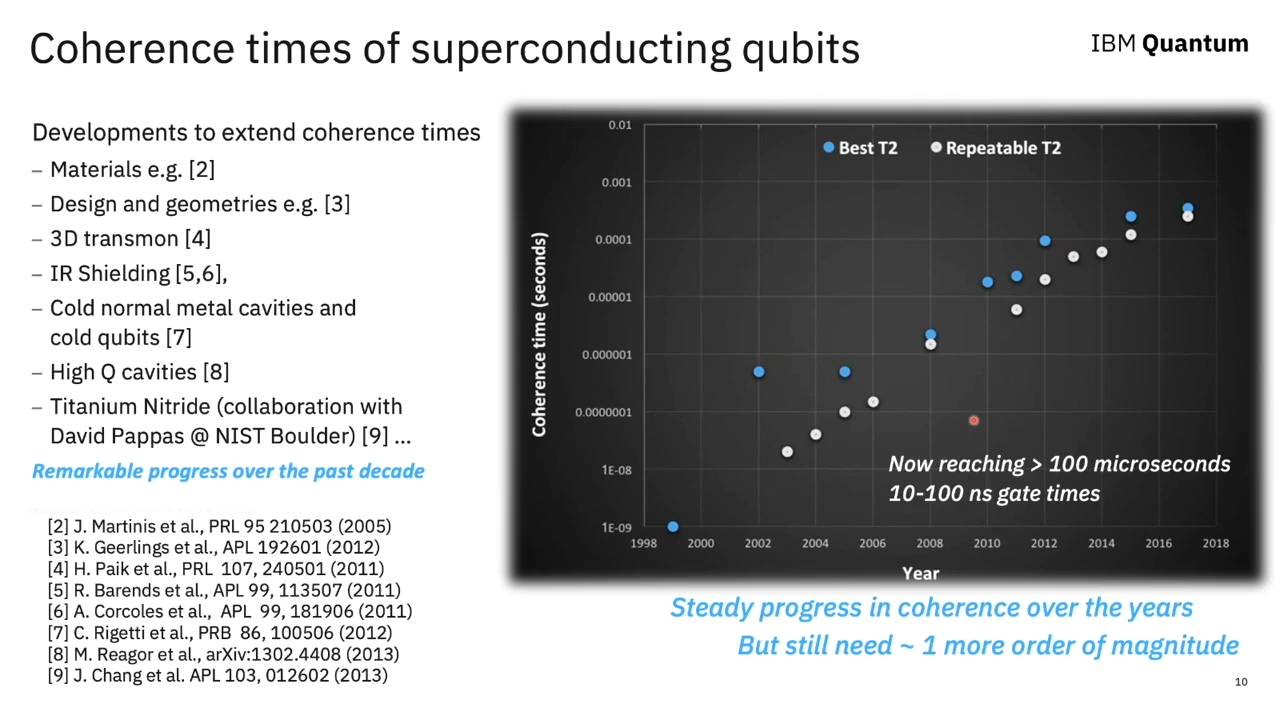 Coherence times of superconducting qubits
IBM Quantum
Developments to extend coherence times
– Materials e.g. [2]
– Design and geometries e.g. [3]
– 3D transmon [4]
– IR Shielding [5,6],
– Cold normal metal cavities and
cold qubits [7]
– High Q cavities [8]
– Titanium Nitride (collaboration with
David Pappas @ NIST Boulder) [9] ...
Remarkable progress over the past decade
[2] J. Martinis et al., PRL 95 210503 (2005)
[3] K. Geerlings et al., APL 192601 (2012)
[4] H. Paik et al., PRL 107, 240501 (2011)
[5] R. Barends et al., APL 99, 113507 (2011)
[6] A. Corcoles et al., APL 99, 181906 (2011)
[7] C. Rigetti et al., PRB 86, 100506 (2012)
[8] M. Reagor et al., arXiv:1302.4408 (2013)
[9] J. Chang et al. APL 103, 012602 (2013)
Best T2 Repeatable T2
Coherence time (seconds)
0.01
0.001
0.0001
0.00001
0.000001
0.0000001
1E-08
1E-09
Now reaching > 100 microseconds
10-100 ns gate times
1998 2000 2002 2004 2006 2008 2010 2012 2014 2016 2018
Year
Steady progress in coherence over the years
But still need ~ 1 more order of magnitude
10